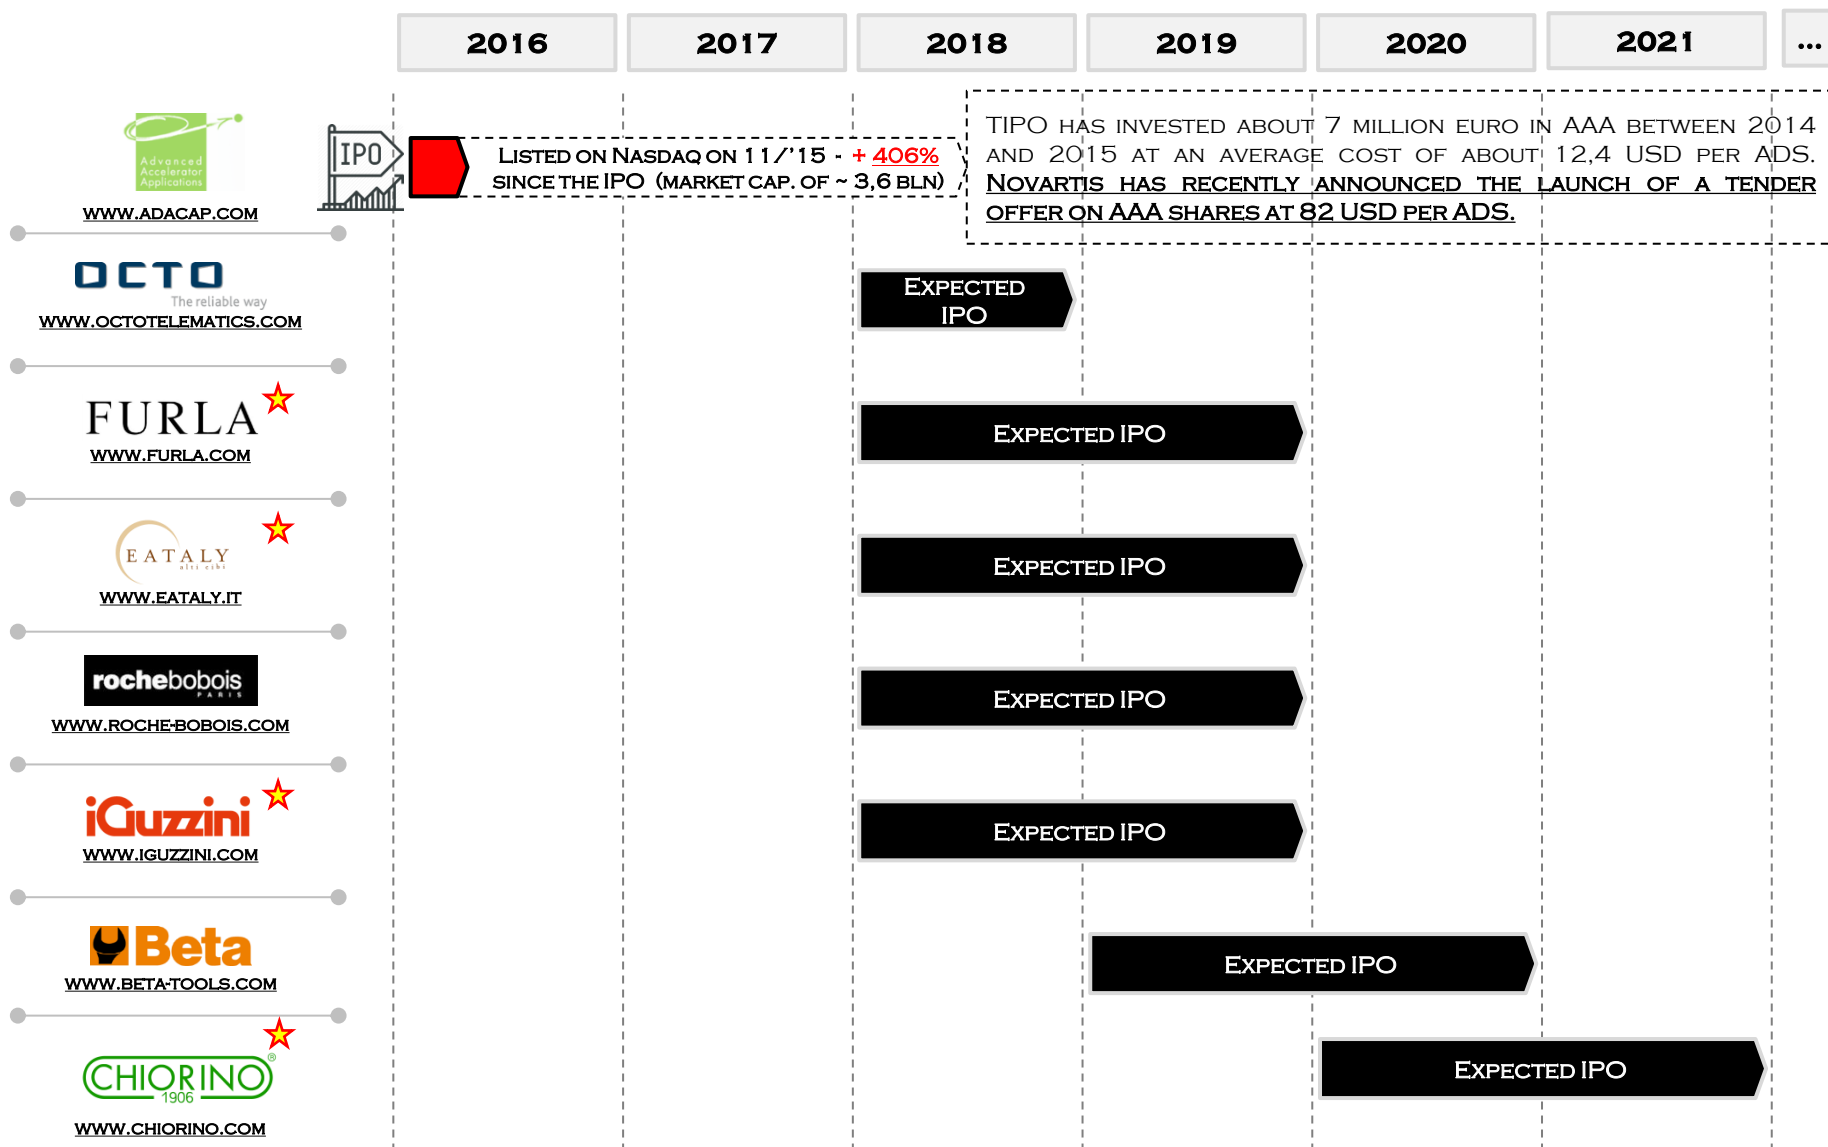 2016 2017 2018 2019 2020 2021 ...
Advanced
Accelerator
Applications
WWW.ADACAP.COM
IPO
LISTED ON NASDAQ ON 11/'15 - + 406%
SINCE THE IPO (MARKET CAP. OF ~ 3,6 BLN)
TIPO HAS INVESTED ABOUT 7 MILLION EURO IN AAA BETWEEN 2014
AND 2015 AT AN AVERAGE COST OF ABOUT 12,4 USD PER ADS.
NOVARTIS HAS RECENTLY ANNOUNCED THE LAUNCH OF A TENDER
OFFER ON AAA SHARES AT 82 USD PER ADS.
OCTO
The reliable way
WWW.OCTOTELEMATICS.COM
EXPECTED
IPO
FURLA
WWW.FURLA.COM
EXPECTED IPO
EATALY
alti cibi
WWW.EATALY.IT
EXPECTED IPO
rochebobois
PARIS
WWW.ROCHE-BOBOIS.COM
EXPECTED IPO
iGuzzini
WWW.IGUZZINI.COM
EXPECTED IPO
Beta
WWW.BETA-TOOLS.COM
EXPECTED IPO
CHIORINO®
1906
WWW.CHIORINO.COM
EXPECTED IPO